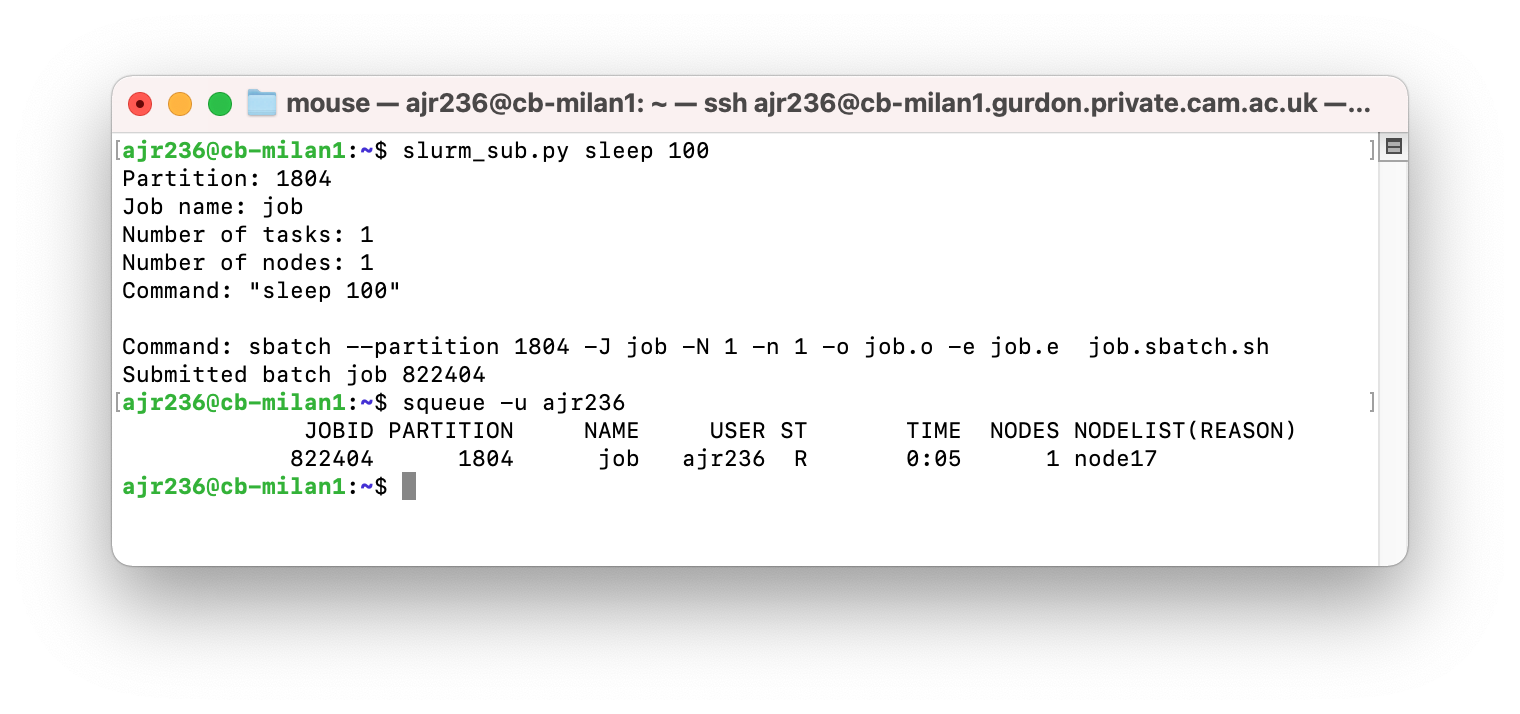 mouse — ajr236@cb-milan1: ~ — ssh ajr236@cb-milan1.gurdon.private.cam.ac.uk —...
[ajr236@cb-milan1:~$ slurm_sub.py sleep 100 ]
Partition: 1804
Job name: job
Number of tasks: 1
Number of nodes: 1
Command: "sleep 100"

Command: sbatch --partition 1804 -J job -N 1 -n 1 -o job.o -e job.e  job.sbatch.sh
Submitted batch job 822404
[ajr236@cb-milan1:~$ squeue -u ajr236 ]
             JOBID PARTITION     NAME     USER ST       TIME  NODES NODELIST(REASON)
            822404      1804      job   ajr236  R       0:05      1 node17
ajr236@cb-milan1:~$